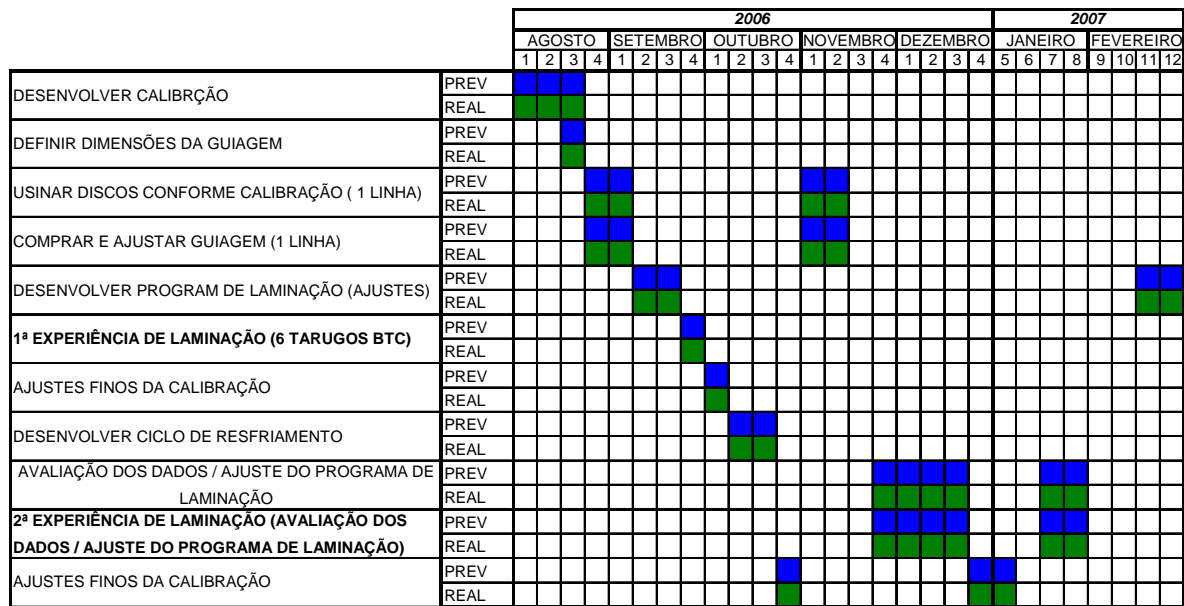 2006 2007
AGOSTO SETEMBRO OUTUBRO NOVEMBRO DEZEMBRO JANEIRO FEVEREIRO
1 2 3 4 1 2 3 4 1 2 3 4 1 2 3 4 1 2 3 4 5 6 7 8 9 10 11 12
DESENVOLVER CALIBRÇÃO PREV
REAL
DEFINIR DIMENSÕES DA GUIAGEM PREV
REAL
USINAR DISCOS CONFORME CALIBRAÇÃO ( 1 LINHA) PREV
REAL
COMPRAR E AJUSTAR GUIAGEM (1 LINHA) PREV
REAL
DESENVOLVER PROGRAM DE LAMINAÇÃO (AJUSTES) PREV
REAL
1ª EXPERIÊNCIA DE LAMINAÇÃO (6 TARUGOS BTC) PREV
REAL
AJUSTES FINOS DA CALIBRAÇÃO PREV
REAL
DESENVOLVER CICLO DE RESFRIAMENTO PREV
REAL
AVALIAÇÃO DOS DADOS / AJUSTE DO PROGRAMA DE PREV
LAMINAÇÃO REAL
2ª EXPERIÊNCIA DE LAMINAÇÃO (AVALIAÇÃO DOS PREV
DADOS / AJUSTE DO PROGRAMA DE LAMINAÇÃO) REAL
AJUSTES FINOS DA CALIBRAÇÃO PREV
REAL